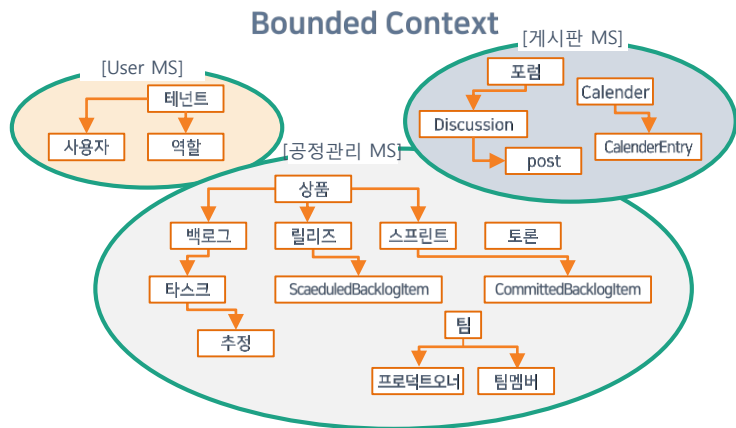 Bounded Context
[User MS]
테넌트
사용자
역할
[게시판 MS]
포럼
Calender
Discussion
CalenderEntry
post
[공정관리 MS]
상품
백로그
릴리즈
스프린트
토론
타스크
ScaeduledBacklogItem
CommittedBacklogItem
추정
팀
프로덕트오너
팀멤버